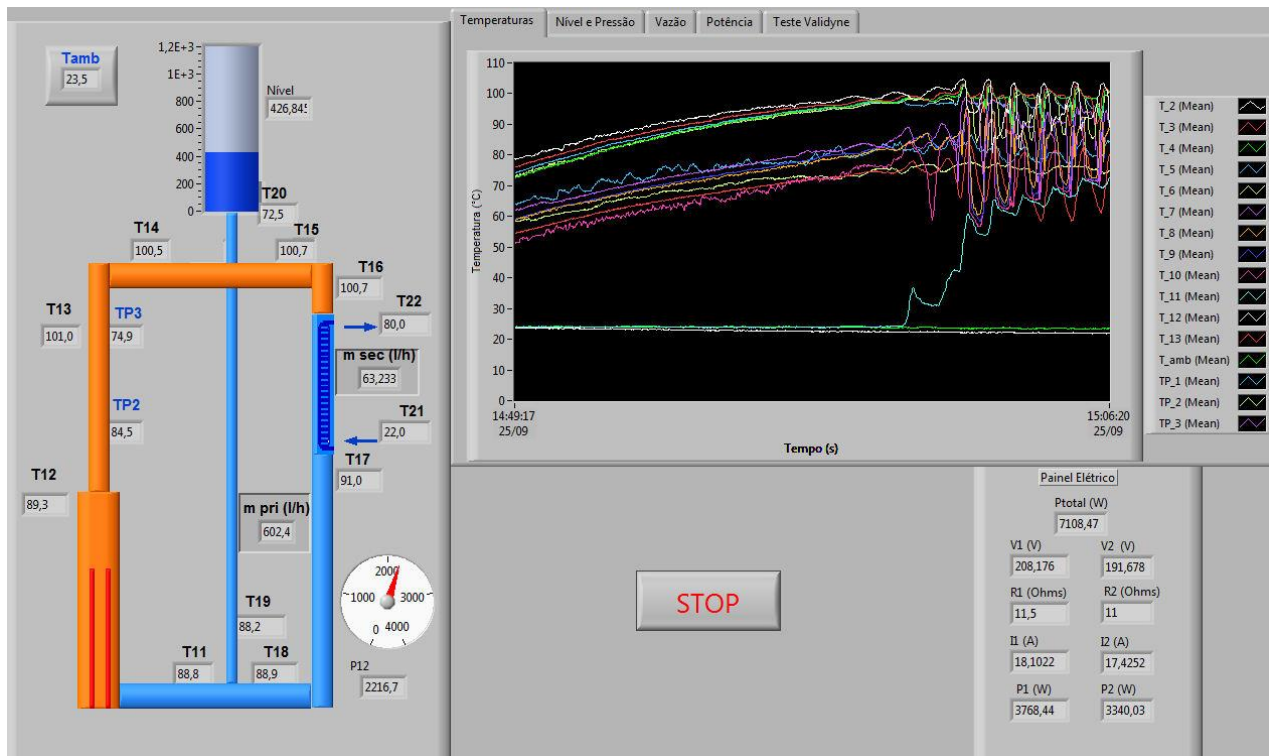 Temperaturas
Nível e Pressão
Vazão
Potência
Teste Validyne
Tamb
23,5
1,2E+3
1E+3
800
600
400
200
0
Nível
426,845
T20
72,5
T14
100,5
T15
100,7
T16
100,7
T22
80,0
T13
101,0
TP3
74,9
m sec (l/h)
63,233
TP2
84,5
T21
22,0
T17
91,0
T12
89,3
m pri (l/h)
602,4
2000
1000
3000
0
4000
T19
88,2
T11
88,8
T18
88,9
P12
2216,7
Temperatura (°C)
110
100
90
80
70
60
50
40
30
20
10
0
14:49:17
25/09
15:06:20
25/09
Tempo (s)
T_2 (Mean)
T_3 (Mean)
T_4 (Mean)
T_5 (Mean)
T_6 (Mean)
T_7 (Mean)
T_8 (Mean)
T_9 (Mean)
T_10 (Mean)
T_11 (Mean)
T_12 (Mean)
T_13 (Mean)
T_amb (Mean)
TP_1 (Mean)
TP_2 (Mean)
TP_3 (Mean)
STOP
Painel Elétrico
Ptotal (W)
7108,47
V1 (V)
V2 (V)
208,176
191,678
R1 (Ohms)
R2 (Ohms)
11,5
11
I1 (A)
I2 (A)
18,1022
17,4252
P1 (W)
P2 (W)
3768,44
3340,03